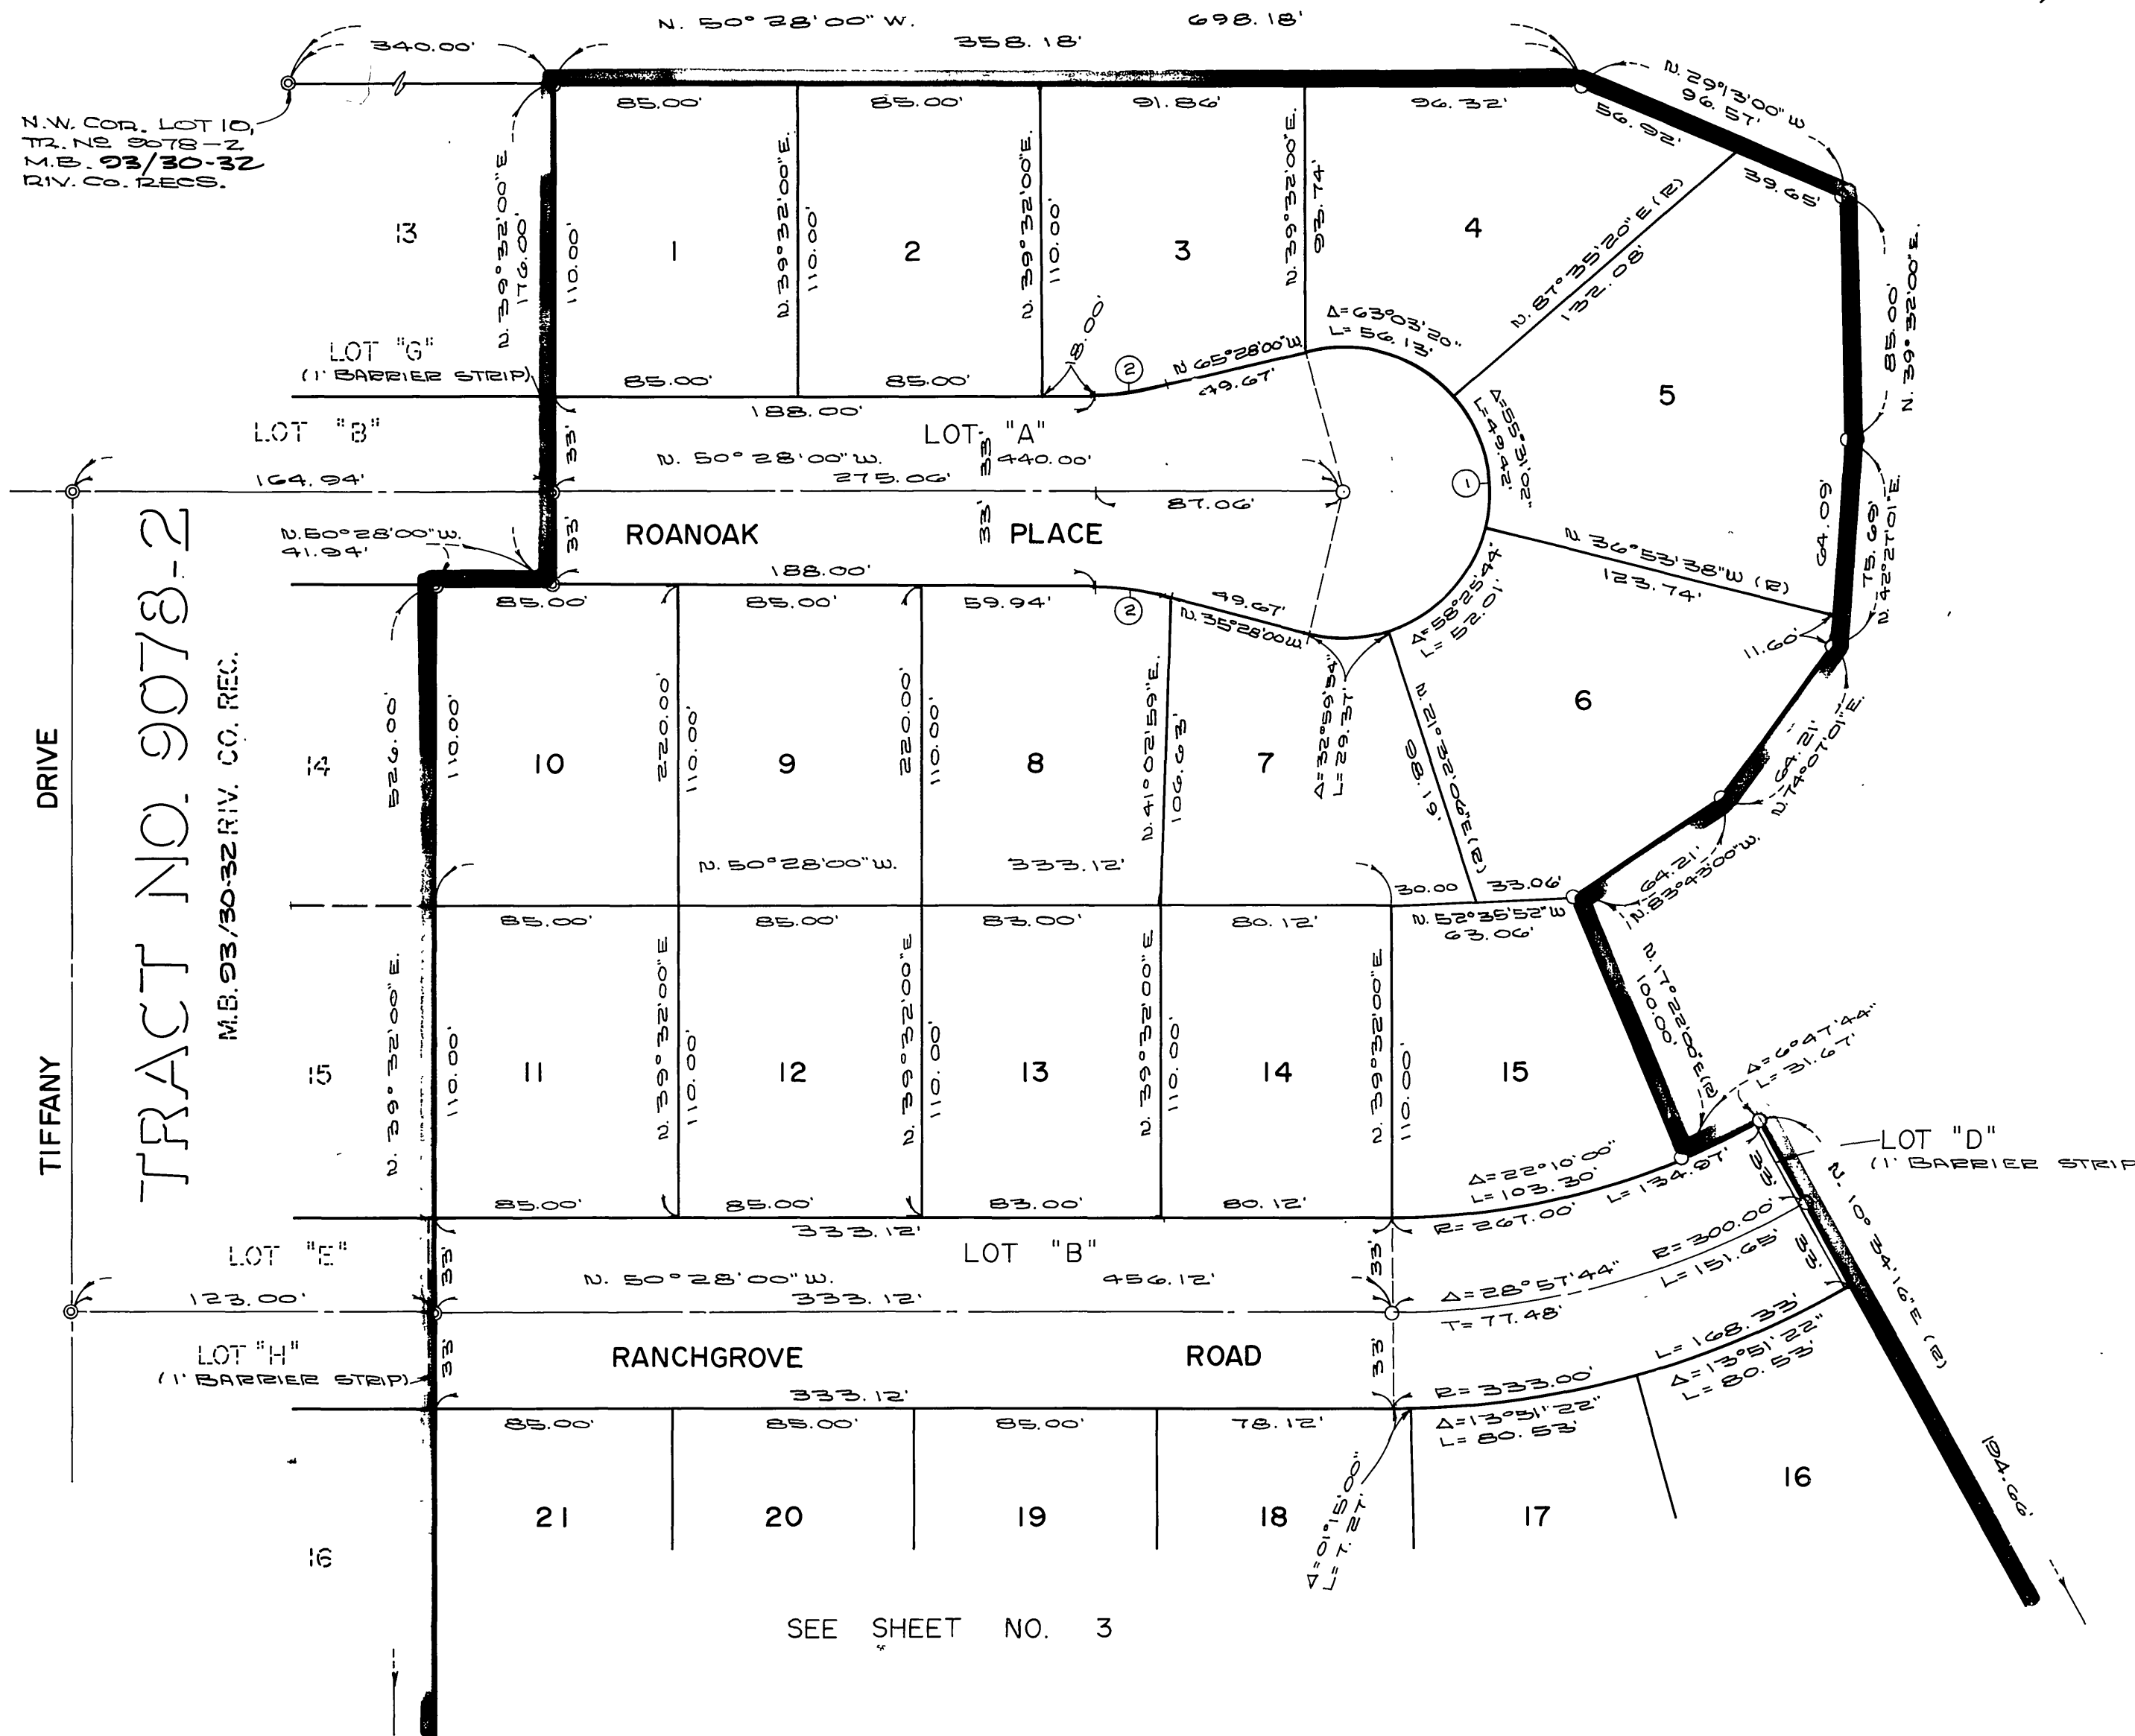 N. 50° 28' 00" W.
698.18'
340.00'
358.18'
N. 29°13'00" W
96.57'
85.00'
85.00'
91.86'
96.32'
56.92'
39.65'
N.W. COR. LOT 10,
TR. Nº 9078-2
M.B. 93/30-32
RIV. CO. RECS.
13
N. 39°32'00" E.
176.00'
110.00'
1
N. 39°32'00" E.
110.00'
2
N. 39°32'00" E.
110.00'
3
N. 39°32'00" E.
93.74'
4
N. 87°35'20" E (R)
132.08'
85.00'
N. 39°32'00" E.
LOT "G"
(1' BARRIER STRIP)
85.00'
85.00'
18.00'
2
N 65°28'00" W.
49.67'
Δ=63°03'20"
L= 56.13'
5
188.00'
LOT "B"
LOT "A"
33'
33'
Δ=55°31'02"
L=49.42'
1
N. 50° 28'00" W.
440.00'
164.94'
275.06'
87.06'
64.09'
75.69'
N. 42°27'01" E.
N. 50°28'00" W.
41.94'
33'
ROANOAK
33'
PLACE
N. 36°53'38" W (R)
123.74'
188.00'
85.00'
85.00'
59.94'
2
49.67'
N. 35°28'00" W.
Δ=58°25'44"
L= 52.01'
11.60'
TRACT NO. 9078-2
M.B. 93/30-32 RIV. CO. REC.
DRIVE
TIFFANY
14
526.00'
110.00'
10
220.00'
110.00'
9
220.00'
110.00'
8
N. 41°02'59" E.
106.63'
7
Δ=32°59'54"
L= 29.37'
N. 21°32'06" E (R)
98.19'
6
64.21'
N. 74°07'01" E.
N. 50°28'00" W.
333.12'
64.21'
N. 83°43'00" W.
30.00
33.06'
85.00'
85.00'
83.00'
80.12'
N. 52°35'52" W
63.06'
15
N. 39°32'00" E.
110.00'
11
N. 39°32'00" E
110.00'
12
N. 39°32'00" E
110.00'
13
N. 39°32'00" E
110.00'
14
N. 39°32'00" E.
110.00'
15
N. 17°22'00" E (R)
100.00'
Δ=6°47'44"
L= 31.67'
LOT "D"
(1' BARRIER STRIP
85.00'
85.00'
83.00'
80.12'
Δ=22°10'00"
L=103.30'
L=134.97'
33'
333.12'
R= 267.00'
LOT "E"
33'
LOT "B"
33'
R=300.00'
L=151.65'
33'
N. 10° 34'16" E (R)
N. 50°28'00" W.
456.12'
123.00'
333.12'
Δ=28°57'44"
T=77.48'
LOT "H"
(1' BARRIER STRIP)
33'
RANCHGROVE
ROAD
33'
L=168.33'
Δ=13°51'22"
L= 80.53'
333.12'
R= 333.00'
85.00'
85.00'
85.00'
78.12'
Δ=13°51'22"
L= 80.53'
194.66'
16
21
20
19
18
Δ=01°15'00"
L= 7.27'
17
16
SEE SHEET NO. 3